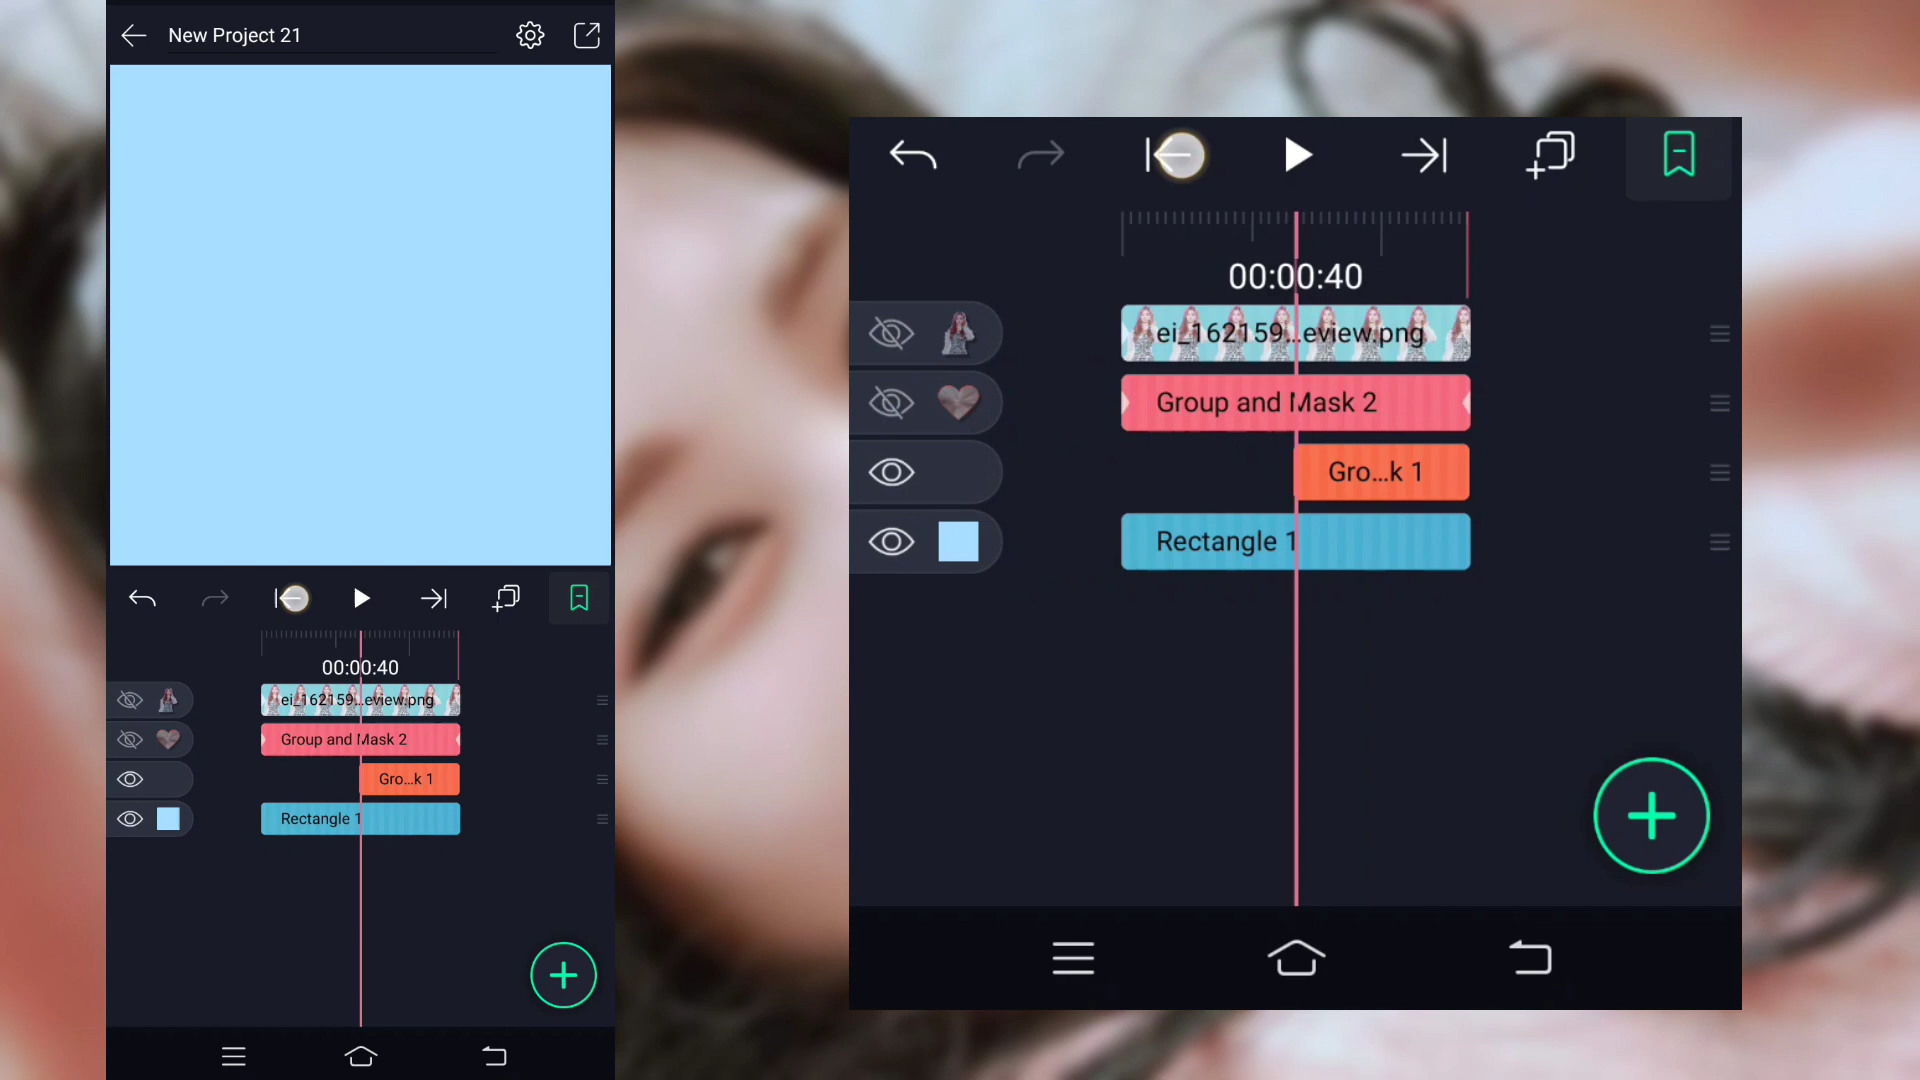 New Project 21
00:00:40
ei_162159...eview.png
Group and Mask 2
Gro...k 1
Rectangle 1
00:00:40
ei_162159...eview.png
Group and Mask 2
Gro...k 1
Rectangle 1